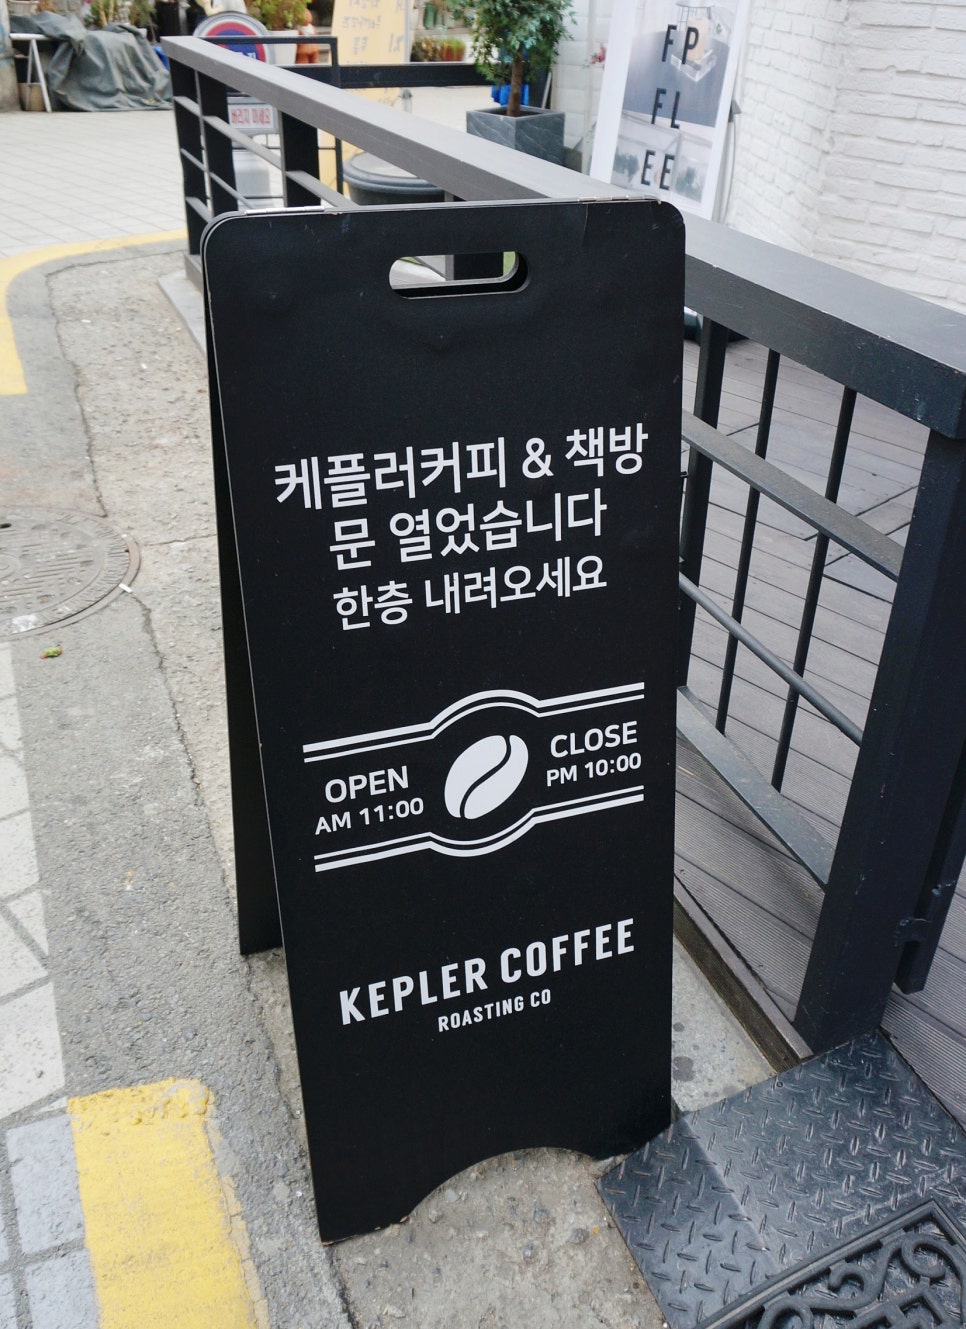 케플러커피 & 책방
문 열었습니다
한층 내려오세요
OPEN
AM 11:00
CLOSE
PM 10:00
KEPLER COFFEE
ROASTING CO
F P
F L
E E